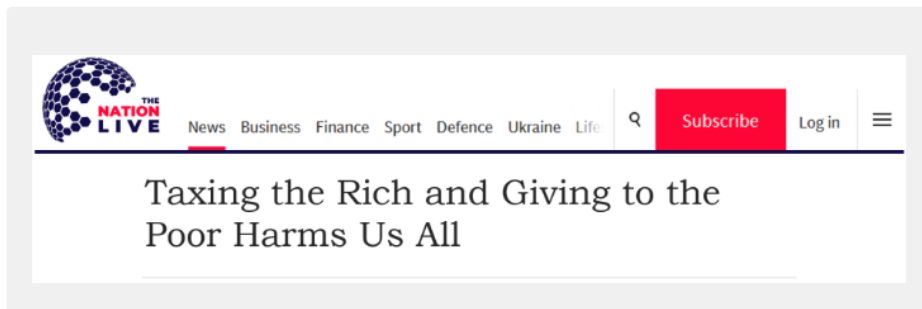 THE
NATION
LIVE
News Business Finance Sport Defence Ukraine Life
Subscribe
Log in
Taxing the Rich and Giving to the
Poor Harms Us All